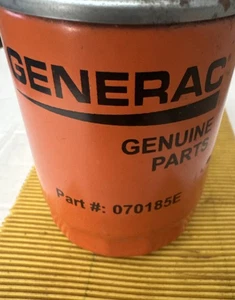 GENERAC
GENUINE
PARTS
Part #: 070185E